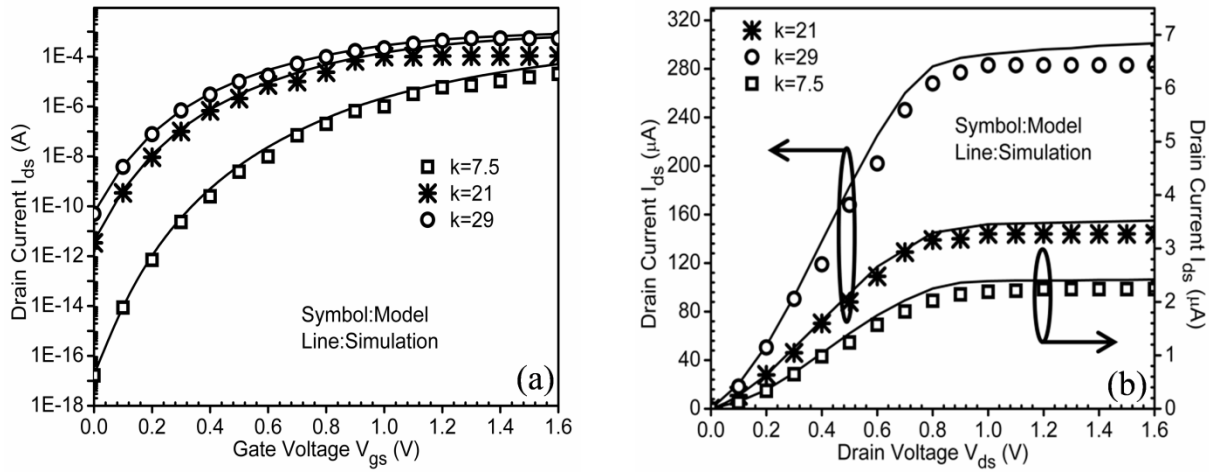 1E-4
1E-6
1E-8
1E-10
1E-12
1E-14
1E-16
1E-18
Drain Current Ids (A)
k=7.5
k=21
k=29
Symbol:Model
Line:Simulation
(a)
0.0 0.2 0.4 0.6 0.8 1.0 1.2 1.4 1.6
Gate Voltage Vgs (V)
320
280
240
200
160
120
80
40
0
Drain Current Ids (μA)
k=21
k=29
k=7.5
Symbol:Model
Line:Simulation
7
6
5
4
3
2
1
0
Drain Current Ids (μA)
(b)
0.0 0.2 0.4 0.6 0.8 1.0 1.2 1.4 1.6
Drain Voltage Vds (V)